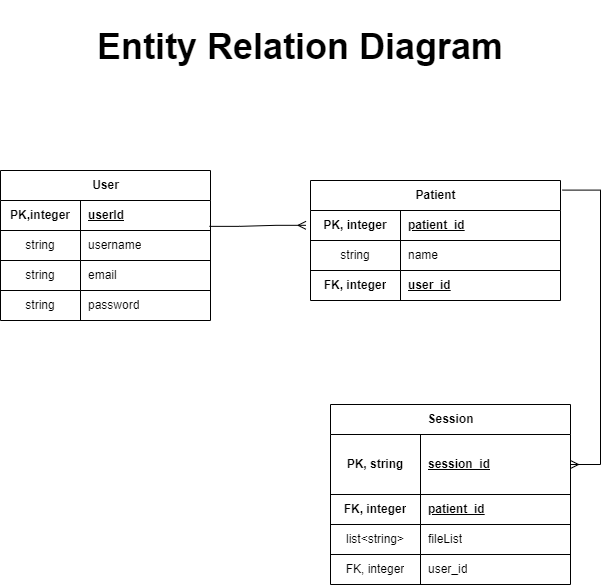 Entity Relation Diagram
User
PK,integer userId
string username
string email
string password
Patient
PK, integer patient_id
string name
FK, integer user_id
Session
PK, string session_id
FK, integer patient_id
list<string> fileList
FK, integer user_id